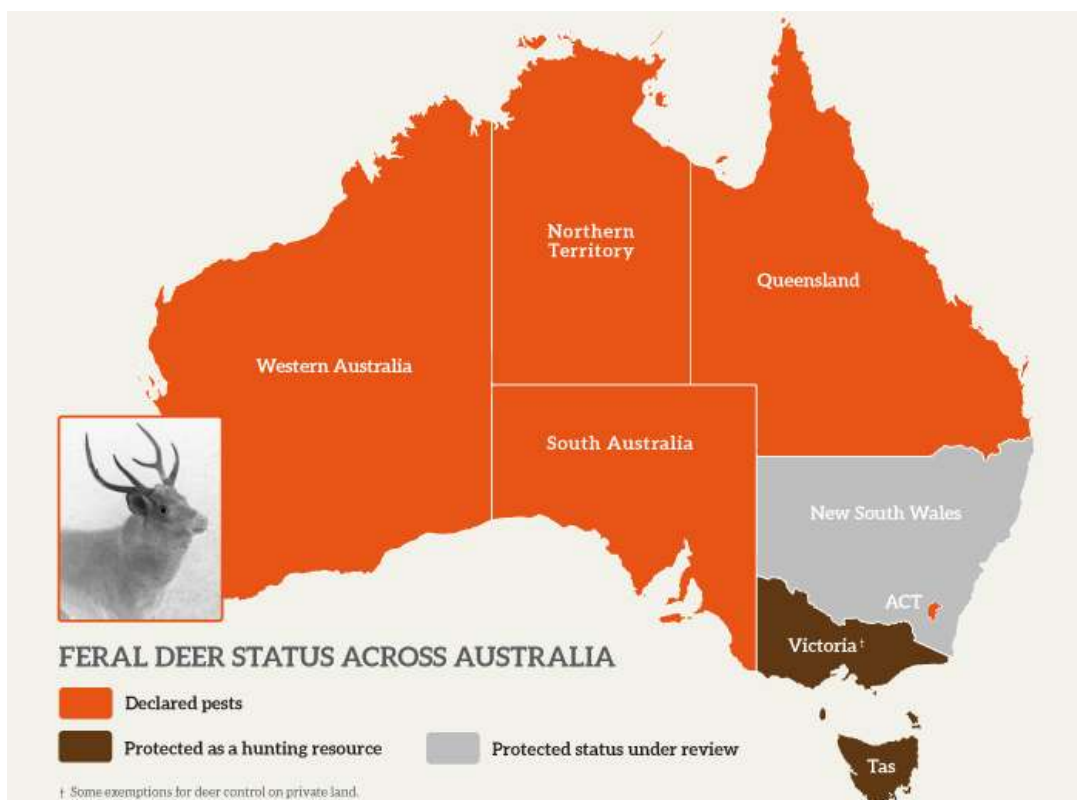 Northern
Territory
Queensland
Western Australia
South Australia
New South Wales
ACT
Victoria †
FERAL DEER STATUS ACROSS AUSTRALIA
Declared pests
Protected as a hunting resource
Protected status under review
Tas
† Some exemptions for deer control on private land.